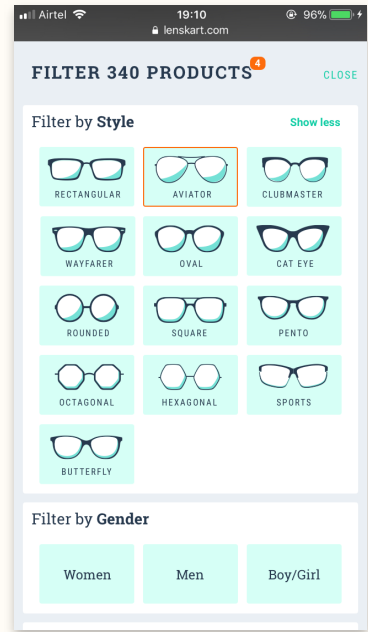 Airtel 19:10 96%
lenskart.com
FILTER 340 PRODUCTS 4 CLOSE
Filter by Style Show less
RECTANGULAR AVIATOR CLUBMASTER
WAYFARER OVAL CAT EYE
ROUNDED SQUARE PENTO
OCTAGONAL HEXAGONAL SPORTS
BUTTERFLY
Filter by Gender
Women Men Boy/Girl